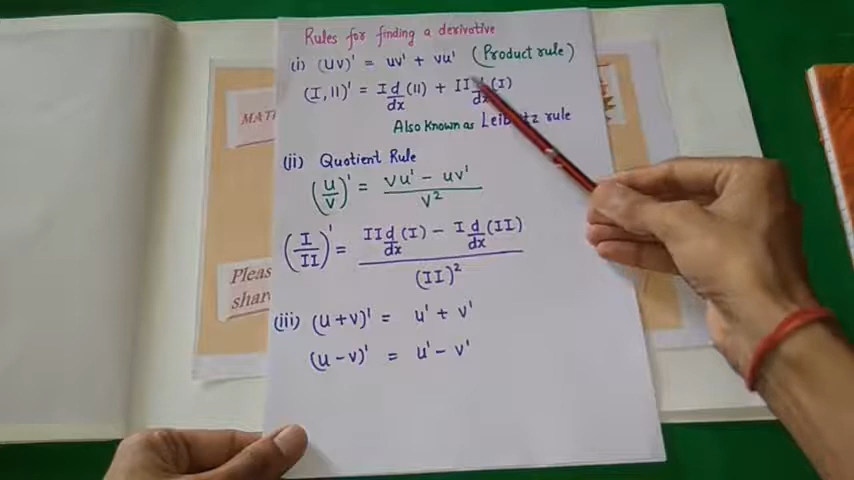 Rules for finding a derivative
(i) (uv)' = uv' + vu' (Product rule)
(I, II)' = I d/dx (II) + II d/dx (I)
Also known as Leibnitz rule
(ii) Quotient Rule
(u/v)' = vu' - uv' / v²
(I/II)' = II d/dx (I) - I d/dx (II) / (II)²
(iii) (u+v)' = u' + v'
(u-v)' = u' - v'
MATH
Pleas
share